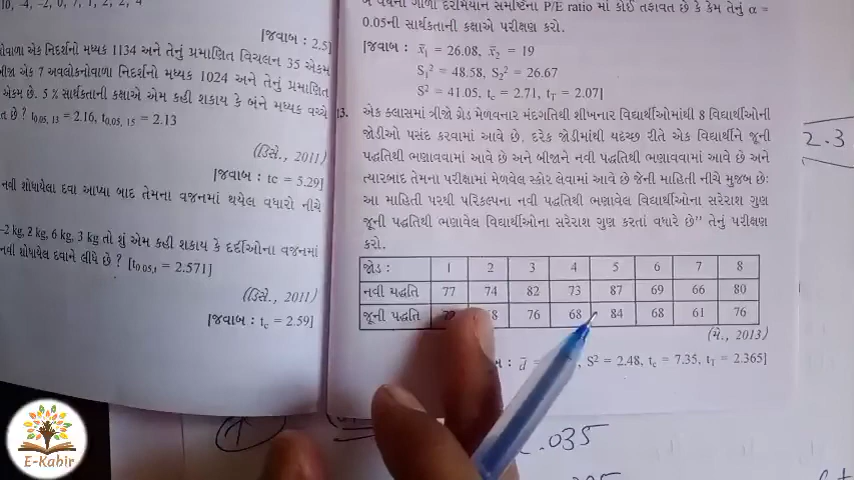 10, -4, -2, 0, 7, 1, 2, 2, 4
[જવાબ : 2.5]
એક નિદર્શનો મધ્યક 1134 અને તેનું પ્રમાણિત વિચલન 35 એકમ
એક 7 અવલોકનોવાળા નિદર્શનો મધ્યક 1024 અને તેનું પ્રમાણિત
એકમ છે. 5 % સાર્થકતાની કક્ષાએ એમ કહી શકાય કે બંને મધ્યક વચ્ચે
છે ? t0.05, 13 = 2.16, t0.05, 15 = 2.13
(ડિસે., 2011)
[જવાબ : tc = 5.29]
નવી શોધાયેલા દવા આપ્યા બાદ તેમના વજનમાં થયેલ વધારો નીચે
-2 kg, 2 kg, 6 kg, 3 kg તો શું એમ કહી શકાય કે દર્દીઓના વજનમાં
નવી શોધાયેલ દવાને લીધે છે ? [t0.05, = 2.571]
(ડિસે., 2011)
[જવાબ : tc = 2.59]
દરમિયાન સમષ્ટિના P/E ratio માં કોઈ તફાવત છે કે કેમ તેનું α =
0.05ની સાર્થકતાની કક્ષાએ પરીક્ષણ કરો.
[જવાબ : x̄1 = 26.08, x̄2 = 19
S1² = 48.58, S2² = 26.67
S² = 41.05, tc = 2.71, tT = 2.07]
13. એક ક્લાસમાં ત્રીજો ગ્રેડ મેળવનાર મંદગતિથી શીખનાર વિદ્યાર્થીઓમાંથી 8 વિદ્યાર્થીઓની
જોડીઓ પસંદ કરવામાં આવે છે. દરેક જોડીમાંથી યદચ્છ રીતે એક વિદ્યાર્થીને જૂની
પદ્ધતિથી ભણાવવામાં આવે છે અને બીજાને નવી પદ્ધતિથી ભણાવવામાં આવે છે અને
ત્યારબાદ તેમના પરીક્ષામાં મેળવેલ સ્કોર લેવામાં આવે છે જેની માહિતી નીચે મુજબ છેઃ
આ માહિતી પરથી પરિકલ્પના નવી પદ્ધતિથી ભણાવેલ વિદ્યાર્થીઓના સરેરાશ ગુણ
જૂની પદ્ધતિથી ભણાવેલ વિદ્યાર્થીઓના સરેરાશ ગુણ કરતાં વધારે છે" તેનું પરીક્ષણ
કરો.
જોડ : 1 2 3 4 5 6 7 8
નવી પદ્ધતિ 77 74 82 73 87 69 66 80
જૂની પદ્ધતિ 76 68 84 68 61 76
(મે., 2013)
S² = 2.48, tc = 7.35, tT = 2.365]
2.3
.035
E-Kabir